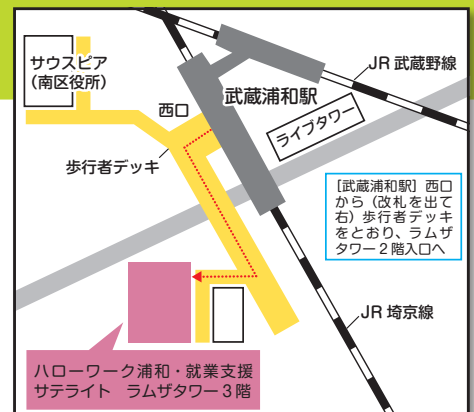 サウスピア
（南区役所）
JR 武蔵野線
西口
武蔵浦和駅
ライブタワー
歩行者デッキ
［武蔵浦和駅］西口
から（改札を出て
右）歩行者デッキ
をとおり、ラムザ
タワー2階入口へ
JR 埼京線
ハローワーク浦和・就業支援
サテライト　ラムザタワー3階